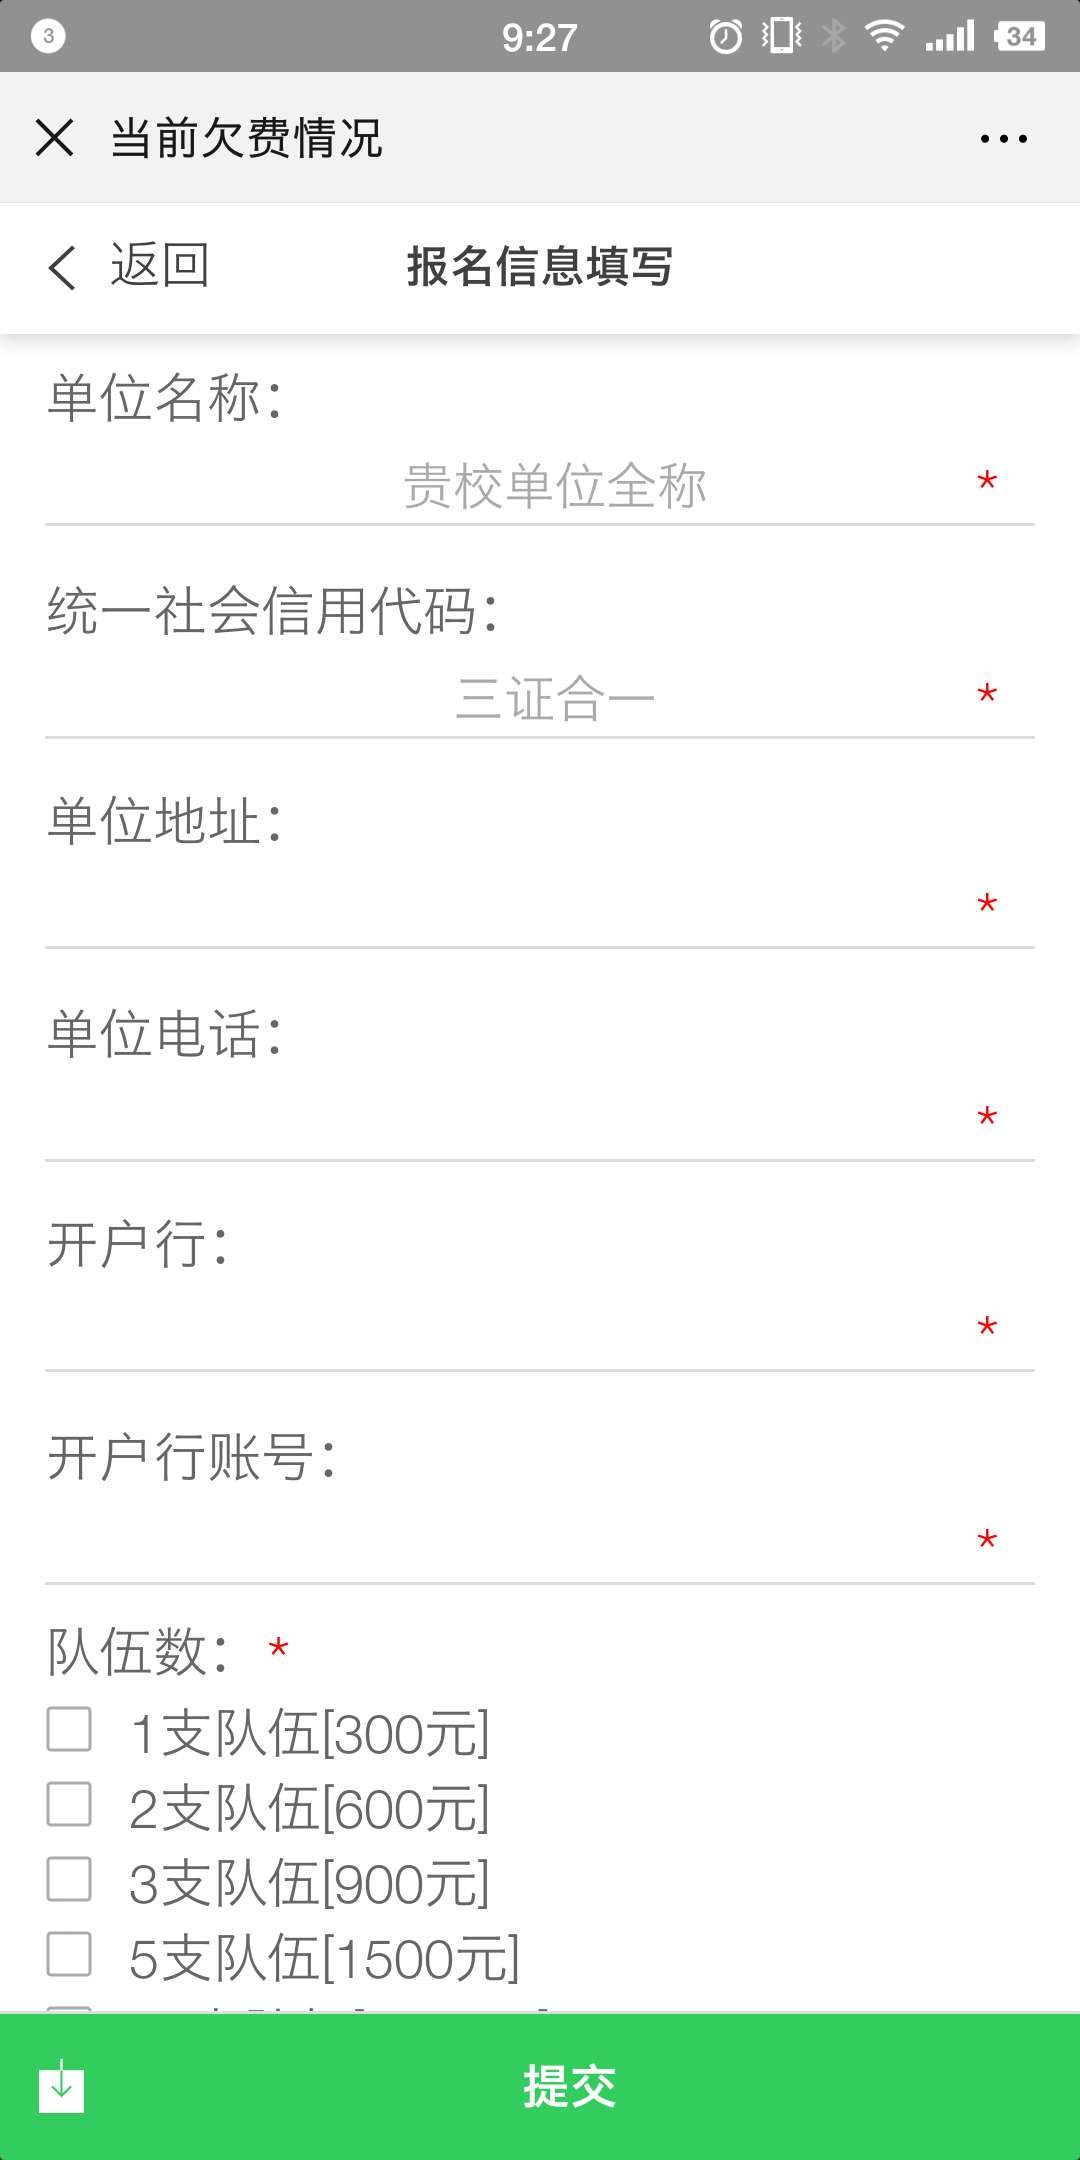 3
9:27
34
当前欠费情况
返回
报名信息填写
单位名称：
贵校单位全称
*
统一社会信用代码：
三证合一
*
单位地址：
*
单位电话：
*
开户行：
*
开户行账号：
*
队伍数： *
1支队伍[300元]
2支队伍[600元]
3支队伍[900元]
5支队伍[1500元]
提交